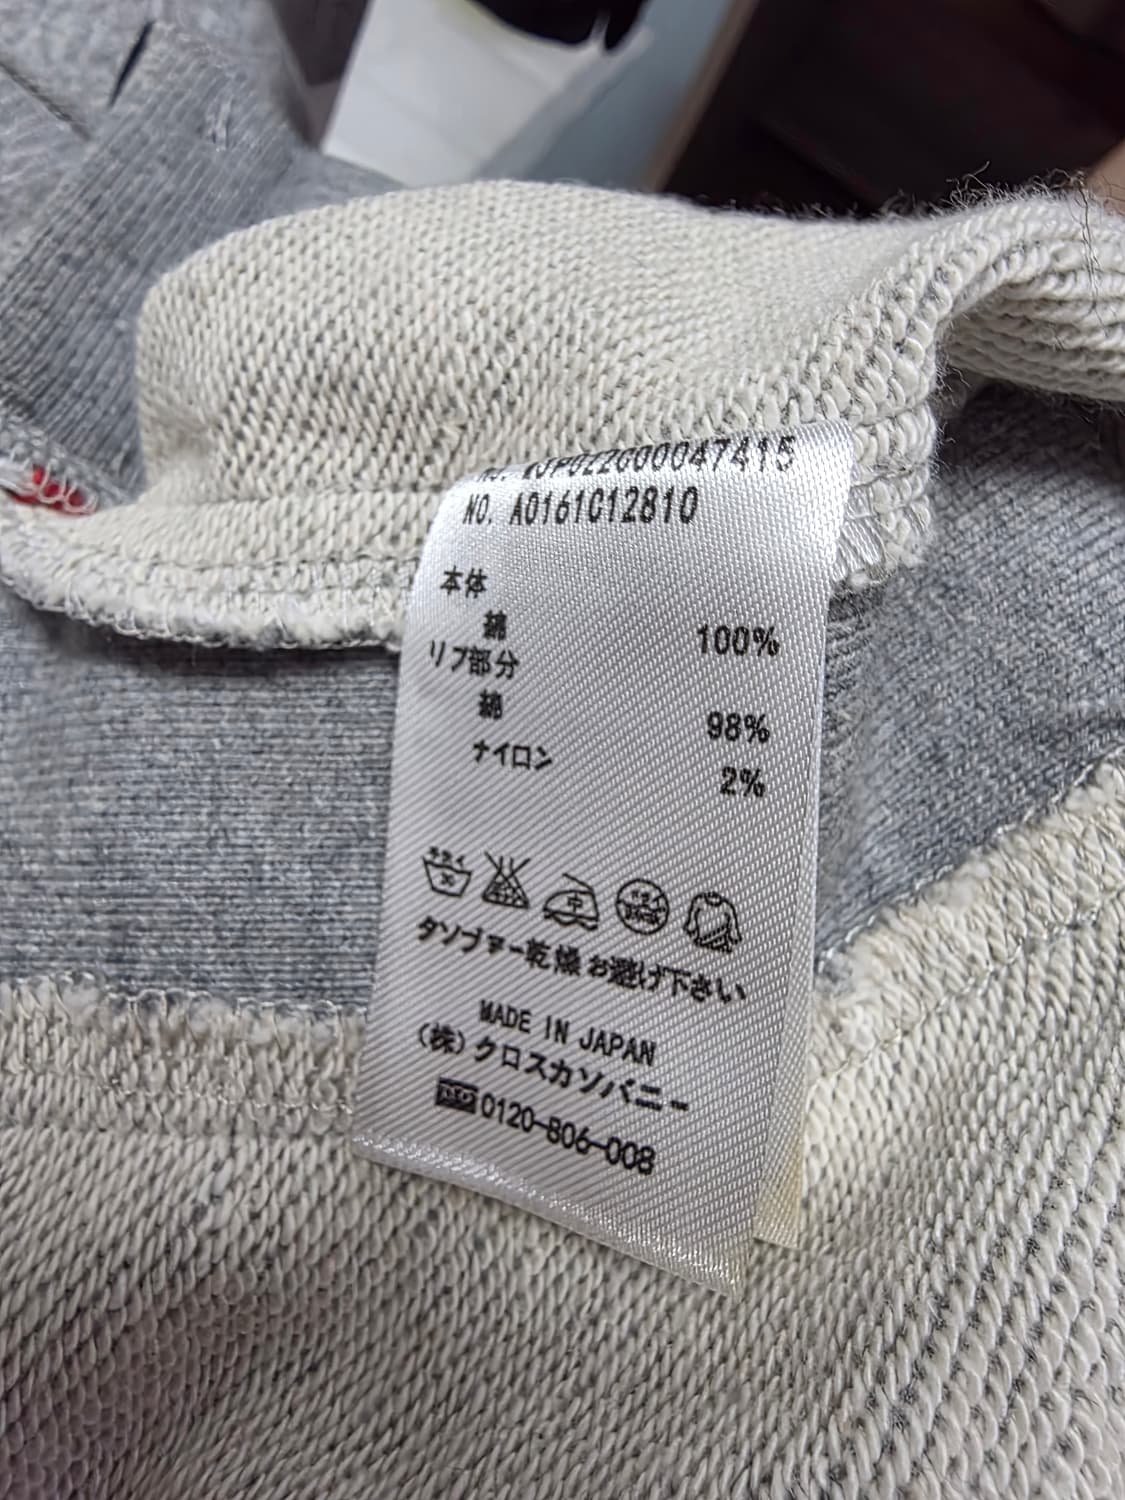 2000047415
NO. A0161C12810
本体
綿 100%
リブ部分
綿 98%
ナイロン 2%
中
タンブラー乾燥お避け下さい
MADE IN JAPAN
(株)クロスカンパニー
0120-806-008